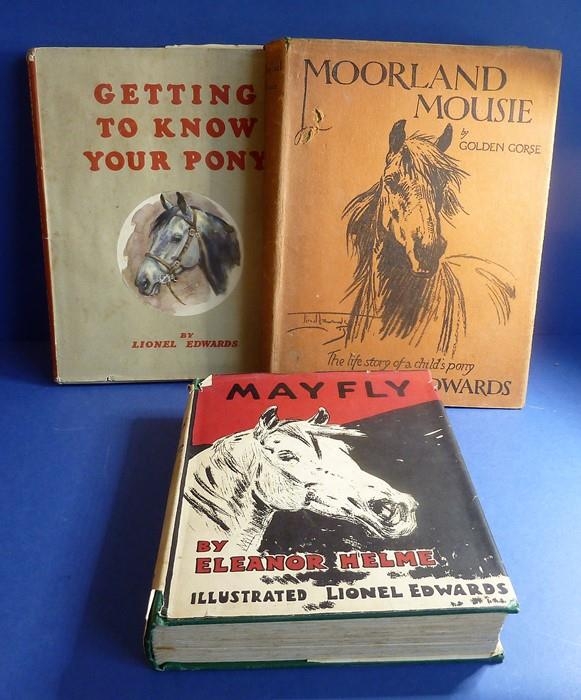 GETTING
TO KNOW
YOUR PONY
BY
LIONEL EDWARDS
MOORLAND
MOUSIE
by
GOLDEN GORSE
The life story of a child's pony
EDWARDS
MAYFLY
BY
ELEANOR HELME
ILLUSTRATED LIONEL EDWARDS